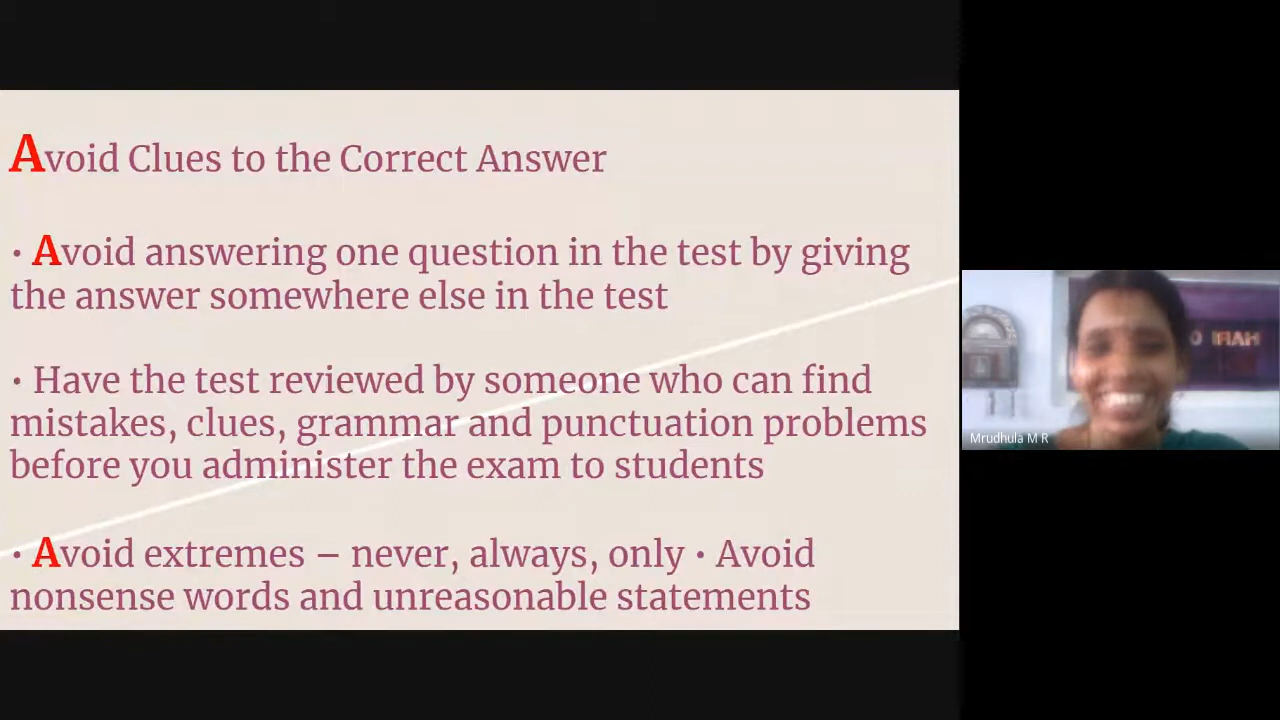 Avoid Clues to the Correct Answer
• Avoid answering one question in the test by giving
the answer somewhere else in the test
• Have the test reviewed by someone who can find
mistakes, clues, grammar and punctuation problems
before you administer the exam to students
• Avoid extremes – never, always, only • Avoid
nonsense words and unreasonable statements
HARI
Mrudhula M R